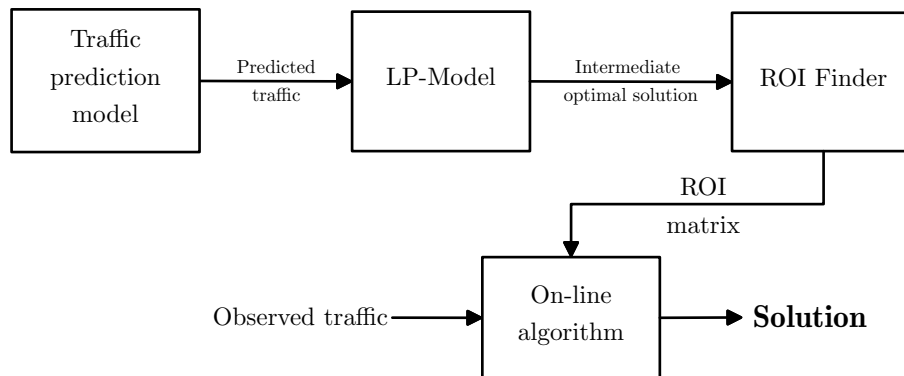 Traffic
prediction
model
Predicted
traffic
LP-Model
Intermediate
optimal solution
ROI Finder
ROI
matrix
Observed traffic
On-line
algorithm
Solution